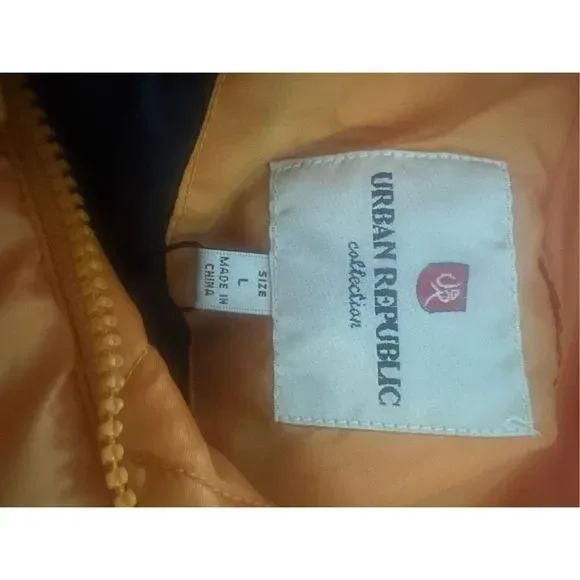 UR
URBAN REPUBLIC
collection
SIZE
L
MADE IN
CHINA